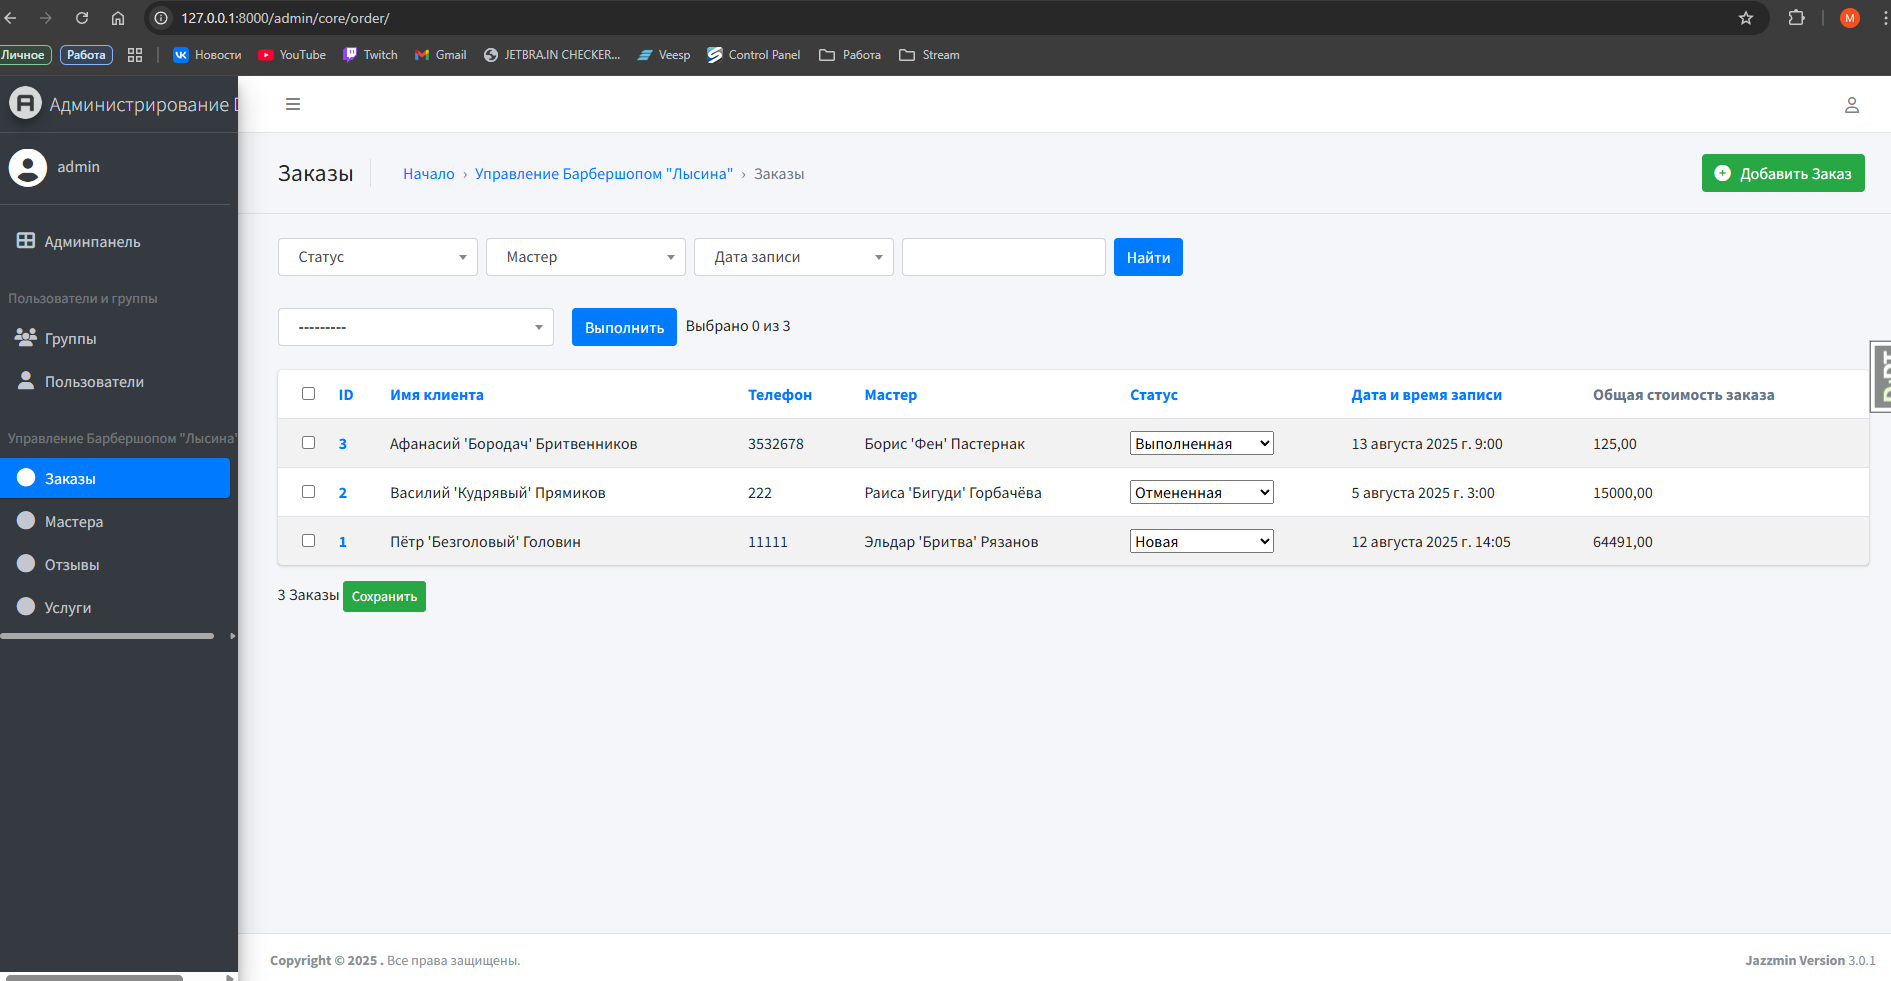 127.0.0.1:8000/admin/core/order/
M
Личное Работа Новости YouTube Twitch Gmail JETBRA.IN CHECKER... Veesp Control Panel Работа Stream
Администрирование
admin
Заказы Начало › Управление Барбершопом "Лысина" › Заказы Добавить Заказ
Админпанель
Статус Мастер Дата записи Найти
Пользователи и группы
Группы
Пользователи
--------- Выполнить Выбрано 0 из 3
Управление Барбершопом "Лысина"
Заказы
Мастера
Отзывы
Услуги
ID Имя клиента Телефон Мастер Статус Дата и время записи Общая стоимость заказа
3 Афанасий 'Бородач' Бритвенников 3532678 Борис 'Фен' Пастернак Выполненная 13 августа 2025 г. 9:00 125,00
2 Василий 'Кудрявый' Прямиков 222 Раиса 'Бигуди' Горбачёва Отмененная 5 августа 2025 г. 3:00 15000,00
1 Пётр 'Безголовый' Головин 11111 Эльдар 'Бритва' Рязанов Новая 12 августа 2025 г. 14:05 64491,00
3 Заказы Сохранить
Copyright © 2025 . Все права защищены.
Jazzmin Version 3.0.1